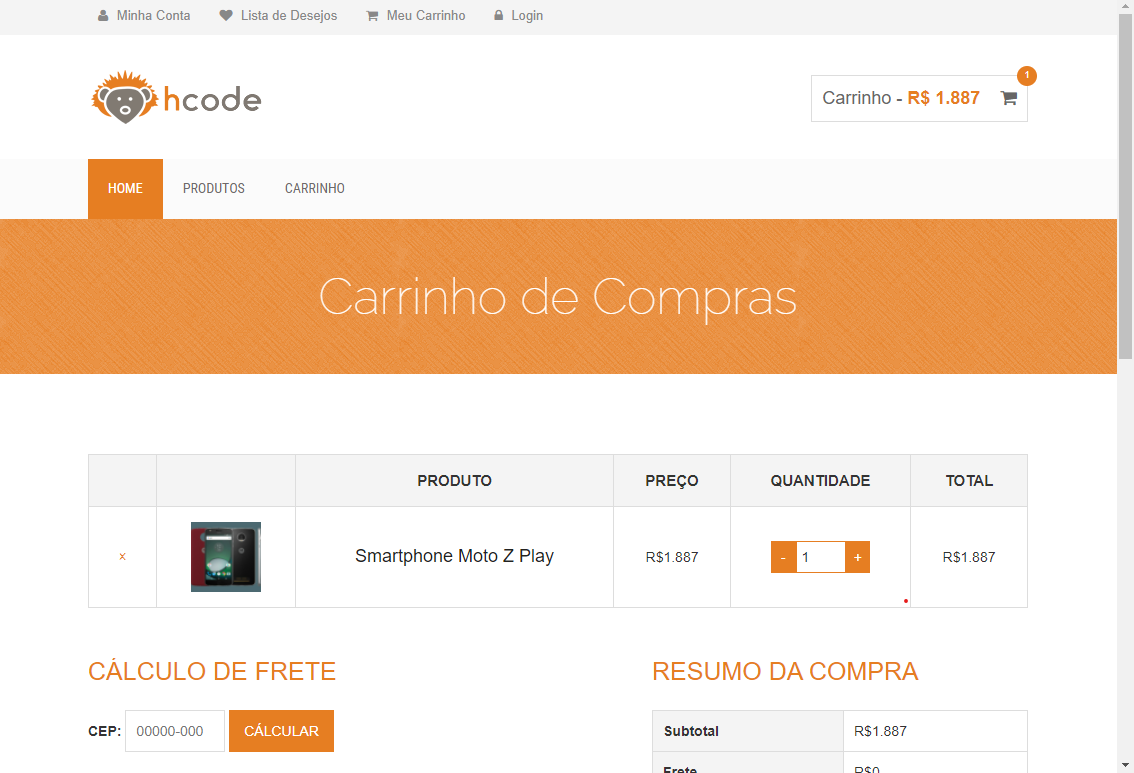 Minha Conta Lista de Desejos Meu Carrinho Login
hcode
1
Carrinho - R$ 1.887
HOME PRODUTOS CARRINHO
Carrinho de Compras
PRODUTO PREÇO QUANTIDADE TOTAL
x Smartphone Moto Z Play R$1.887 - 1 + R$1.887
CÁLCULO DE FRETE
CEP: 00000-000 CÁLCULAR
RESUMO DA COMPRA
Subtotal R$1.887
Frete R$0